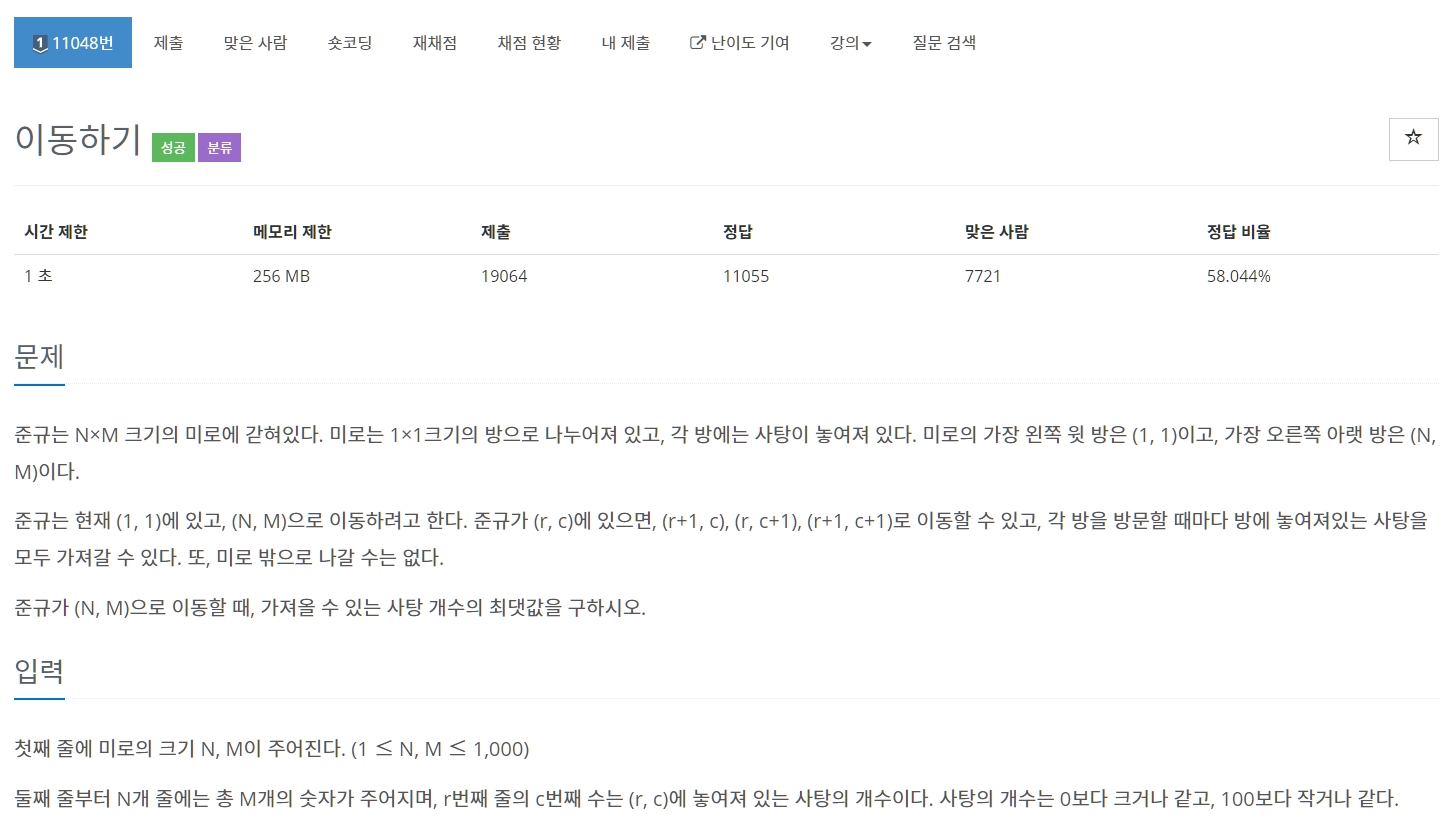 1 11048번 제출 맞은 사람 숏코딩 재채점 채점 현황 내 제출 난이도 기여 강의 질문 검색
이동하기 성공 분류
시간 제한 메모리 제한 제출 정답 맞은 사람 정답 비율
1 초 256 MB 19064 11055 7721 58.044%
문제
준규는 N×M 크기의 미로에 갇혀있다. 미로는 1×1크기의 방으로 나누어져 있고, 각 방에는 사탕이 놓여져 있다. 미로의 가장 왼쪽 윗 방은 (1, 1)이고, 가장 오른쪽 아랫 방은 (N,
M)이다.
준규는 현재 (1, 1)에 있고, (N, M)으로 이동하려고 한다. 준규가 (r, c)에 있으면, (r+1, c), (r, c+1), (r+1, c+1)로 이동할 수 있고, 각 방을 방문할 때마다 방에 놓여져있는 사탕을
모두 가져갈 수 있다. 또, 미로 밖으로 나갈 수는 없다.
준규가 (N, M)으로 이동할 때, 가져올 수 있는 사탕 개수의 최댓값을 구하시오.
입력
첫째 줄에 미로의 크기 N, M이 주어진다. (1 ≤ N, M ≤ 1,000)
둘째 줄부터 N개 줄에는 총 M개의 숫자가 주어지며, r번째 줄의 c번째 수는 (r, c)에 놓여져 있는 사탕의 개수이다. 사탕의 개수는 0보다 크거나 같고, 100보다 작거나 같다.